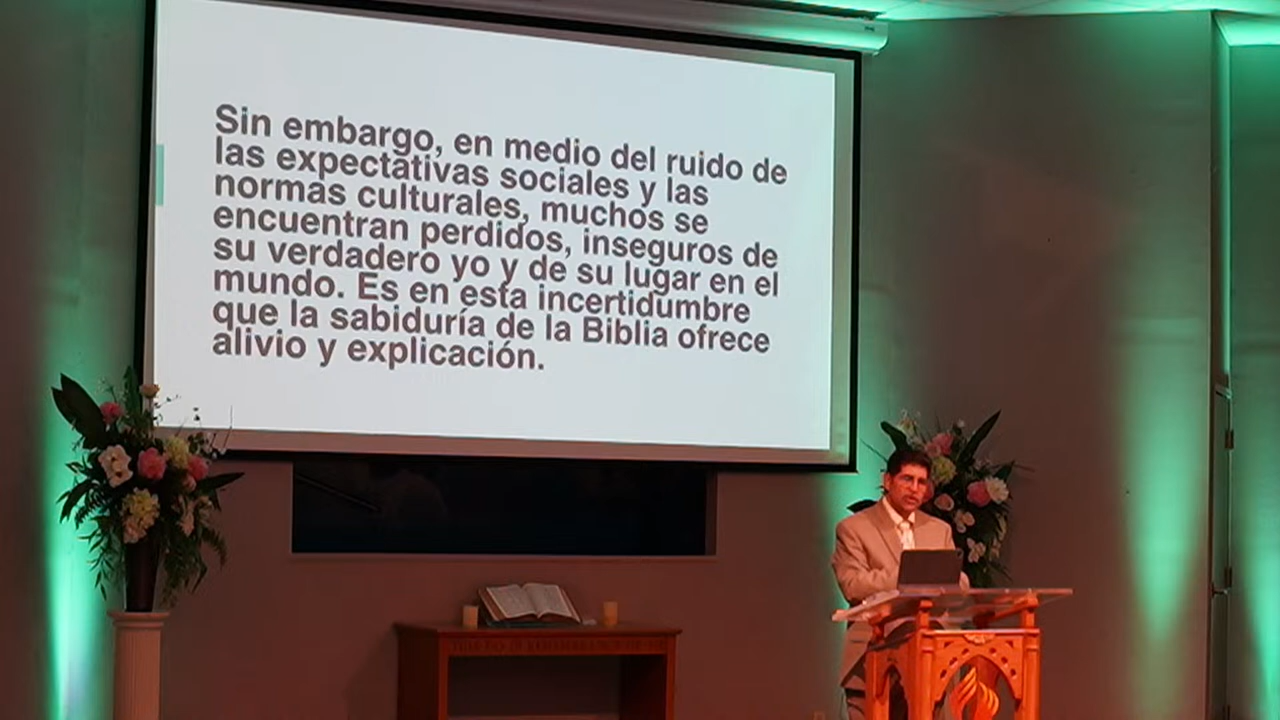 Sin embargo, en medio del ruido de
las expectativas sociales y las
normas culturales, muchos se
encuentran perdidos, inseguros de
su verdadero yo y de su lugar en el
mundo. Es en esta incertidumbre
que la sabiduría de la Biblia ofrece
alivio y explicación.